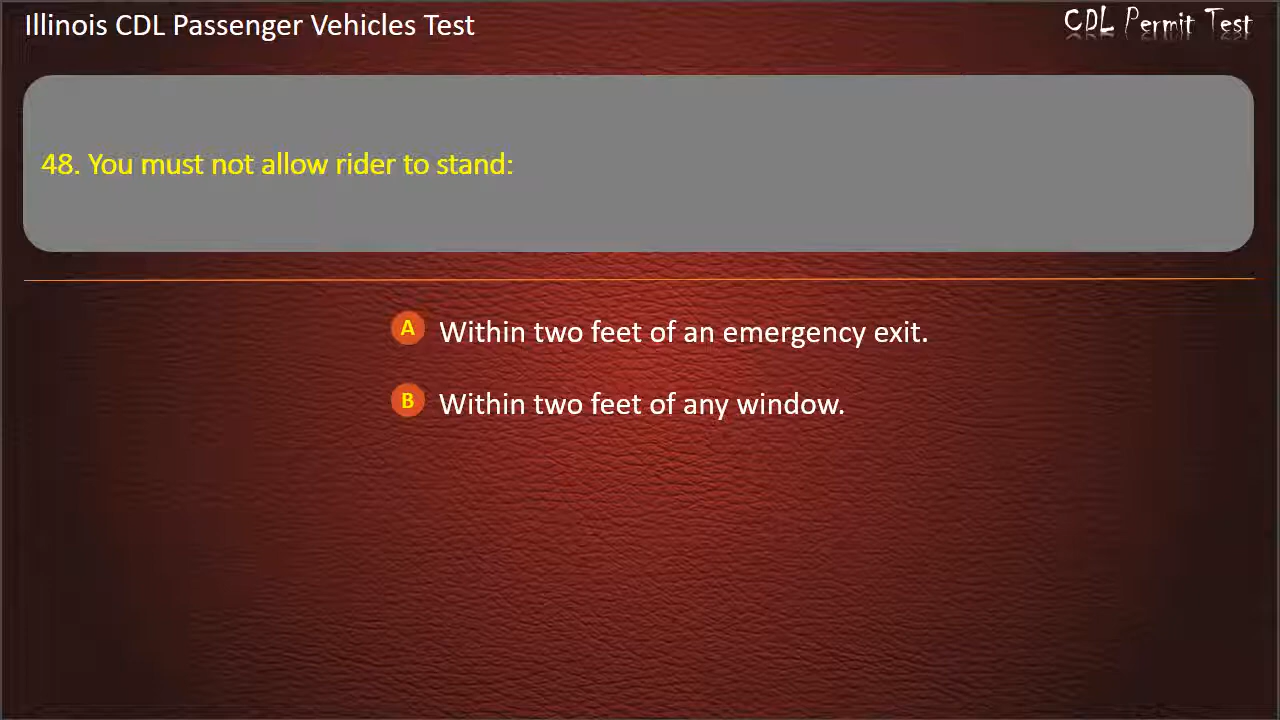 Illinois CDL Passenger Vehicles Test
CDL Permit Test
48. You must not allow rider to stand:
A Within two feet of an emergency exit.
B Within two feet of any window.